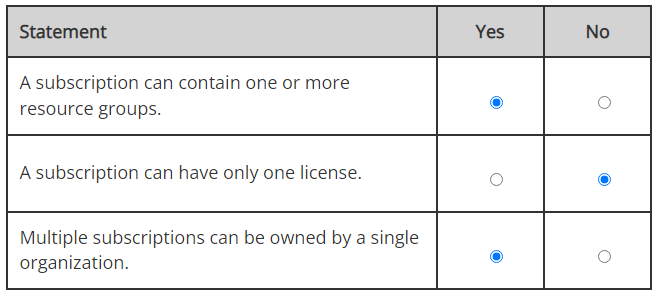 Statement Yes No
A subscription can contain one or more
resource groups.
A subscription can have only one license.
Multiple subscriptions can be owned by a single
organization.